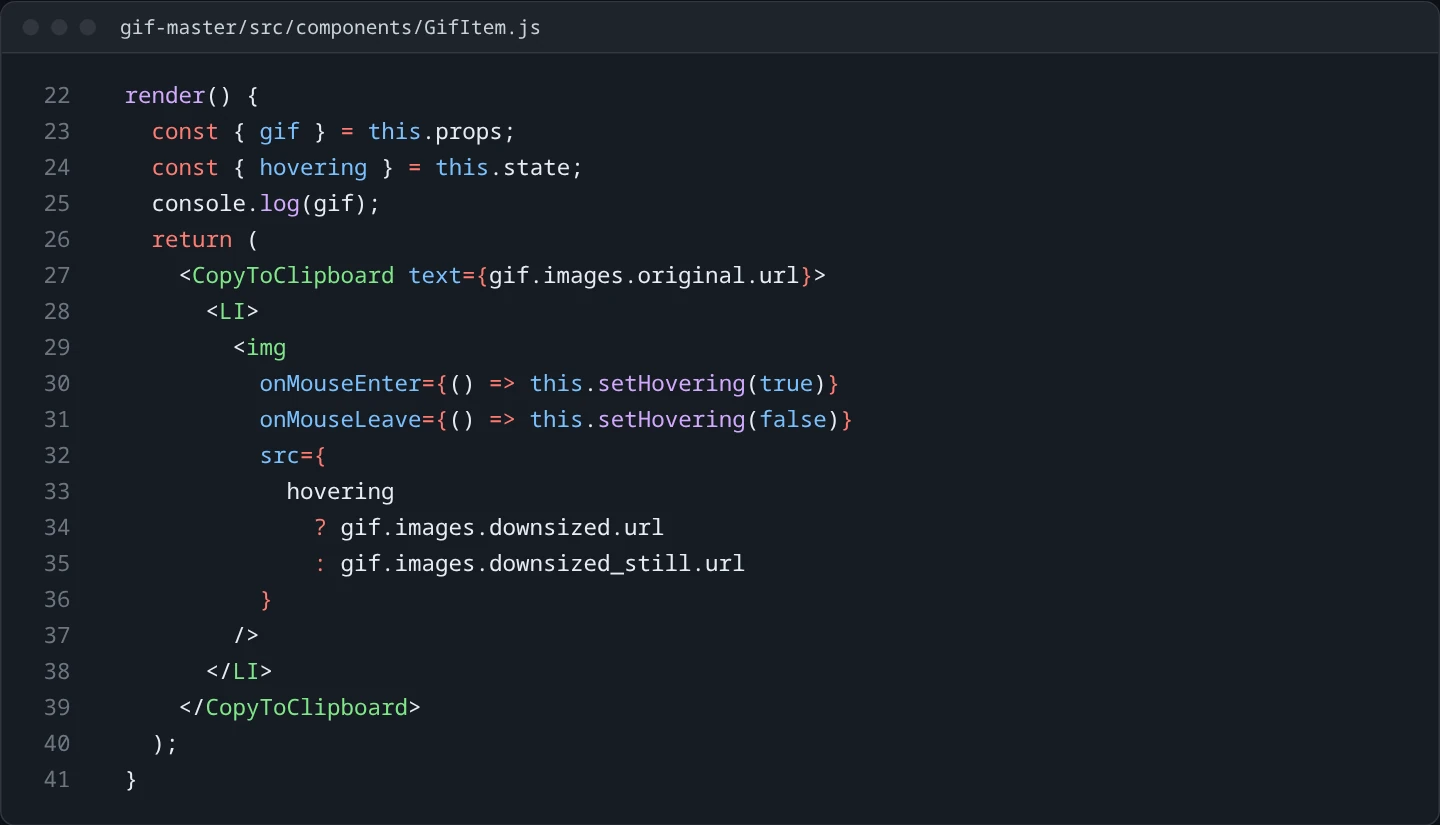 gif-master/src/components/GifItem.js
22 render() {
23 const { gif } = this.props;
24 const { hovering } = this.state;
25 console.log(gif);
26 return (
27 <CopyToClipboard text={gif.images.original.url}>
28 <LI>
29 <img
30 onMouseEnter={() => this.setHovering(true)}
31 onMouseLeave={() => this.setHovering(false)}
32 src={
33 hovering
34 ? gif.images.downsized.url
35 : gif.images.downsized_still.url
36 }
37 />
38 </LI>
39 </CopyToClipboard>
40 );
41 }